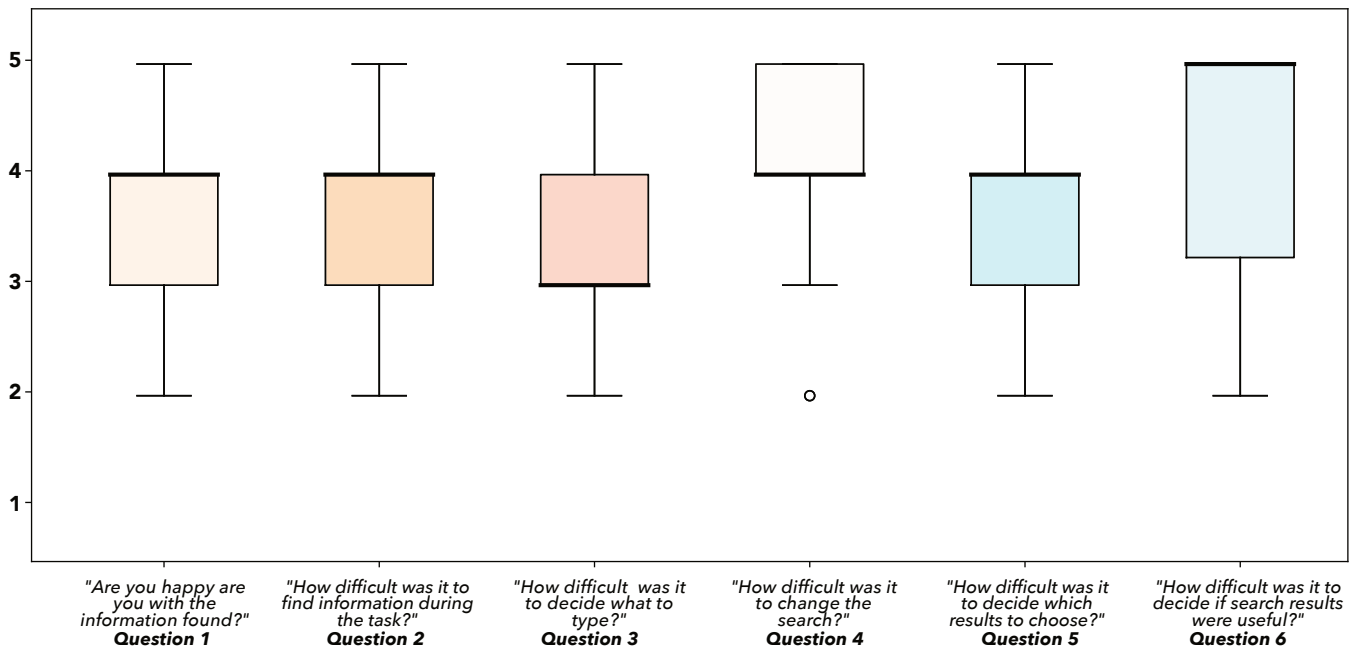 5
4
3
2
1
"Are you happy are
you with the
information found?"
Question 1
"How difficult was it to
find information during
the task?"
Question 2
"How difficult  was it
to decide what to
type?"
Question 3
"How difficult was it
to change the
search?"
Question 4
"How difficult was it
to decide which
results to choose?"
Question 5
"How difficult was it to
decide if search results
were useful?"
Question 6